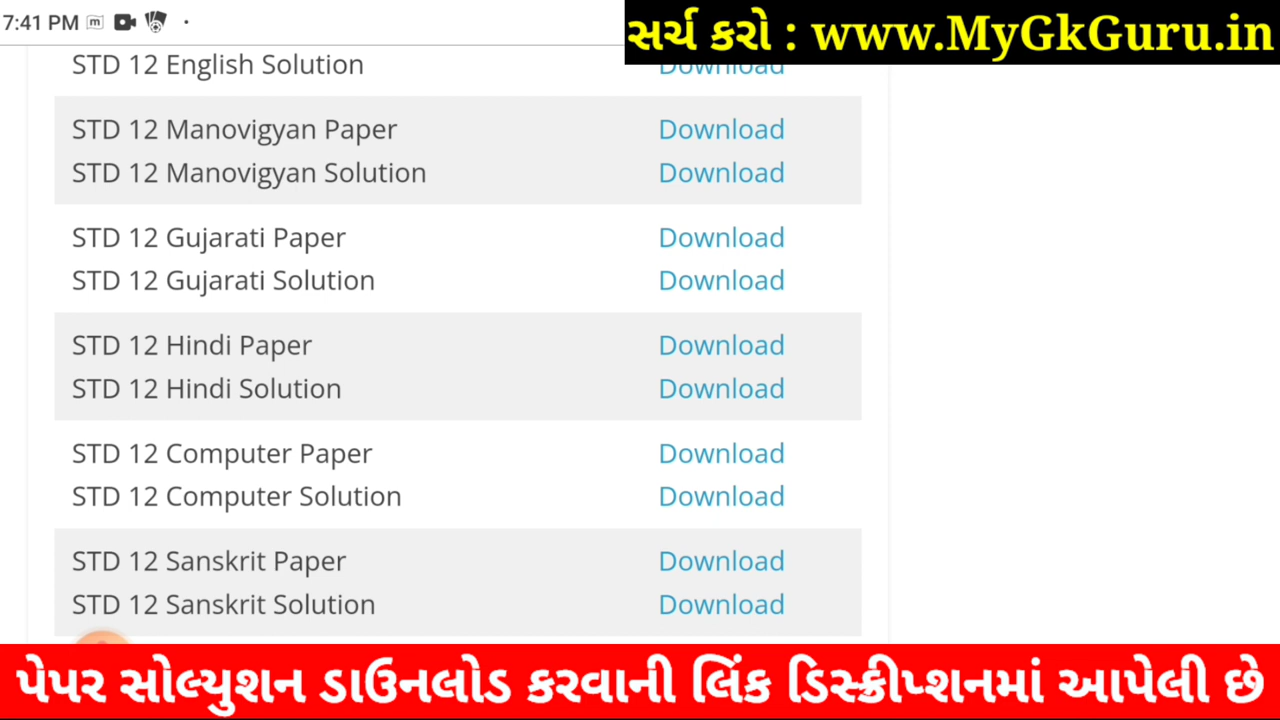 7:41 PM
સર્ચ કરો : www.MyGkGuru.in
STD 12 English Solution Download
STD 12 Manovigyan Paper Download
STD 12 Manovigyan Solution Download
STD 12 Gujarati Paper Download
STD 12 Gujarati Solution Download
STD 12 Hindi Paper Download
STD 12 Hindi Solution Download
STD 12 Computer Paper Download
STD 12 Computer Solution Download
STD 12 Sanskrit Paper Download
STD 12 Sanskrit Solution Download
પેપર સોલ્યુશન ડાઉનલોડ કરવાની લિંક ડિસ્ક્રીપ્શનમાં આપેલી છે